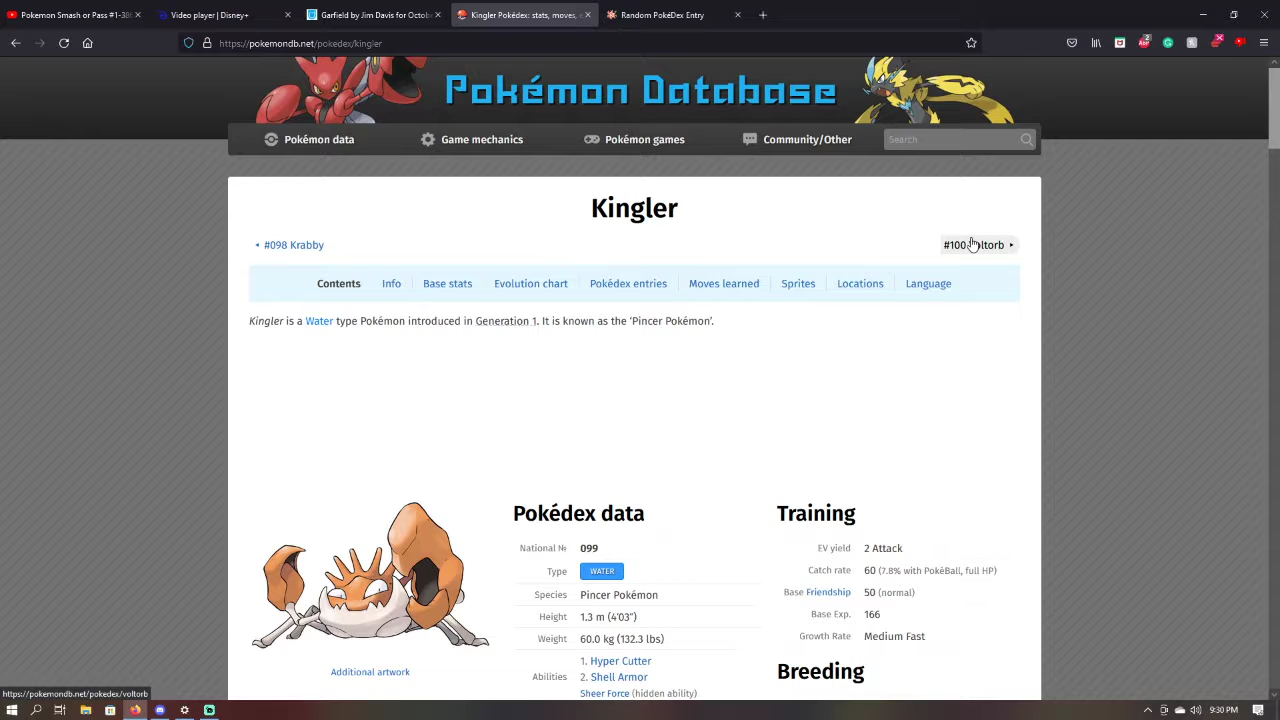 Pokemon Smash or Pass #1-38
Video player | Disney+
Garfield by Jim Davis for October
Kingler Pokédex: stats, moves, e
Random PokéDex Entry
https://pokemondb.net/pokedex/kingler
Pokémon Database
Pokémon data
Game mechanics
Pokémon games
Community/Other
Search
Kingler
#098 Krabby
#100 Voltorb
Contents
Info
Base stats
Evolution chart
Pokédex entries
Moves learned
Sprites
Locations
Language
Kingler is a Water type Pokémon introduced in Generation 1. It is known as the ‘Pincer Pokémon’.
Additional artwork
Pokédex data
National № 099
Type WATER
Species Pincer Pokémon
Height 1.3 m (4′03″)
Weight 60.0 kg (132.3 lbs)
Abilities 1. Hyper Cutter
2. Shell Armor
Sheer Force (hidden ability)
Training
EV yield 2 Attack
Catch rate 60 (7.8% with PokéBall, full HP)
Base Friendship 50 (normal)
Base Exp. 166
Growth Rate Medium Fast
Breeding
https://pokemondb.net/pokedex/voltorb
9:30 PM